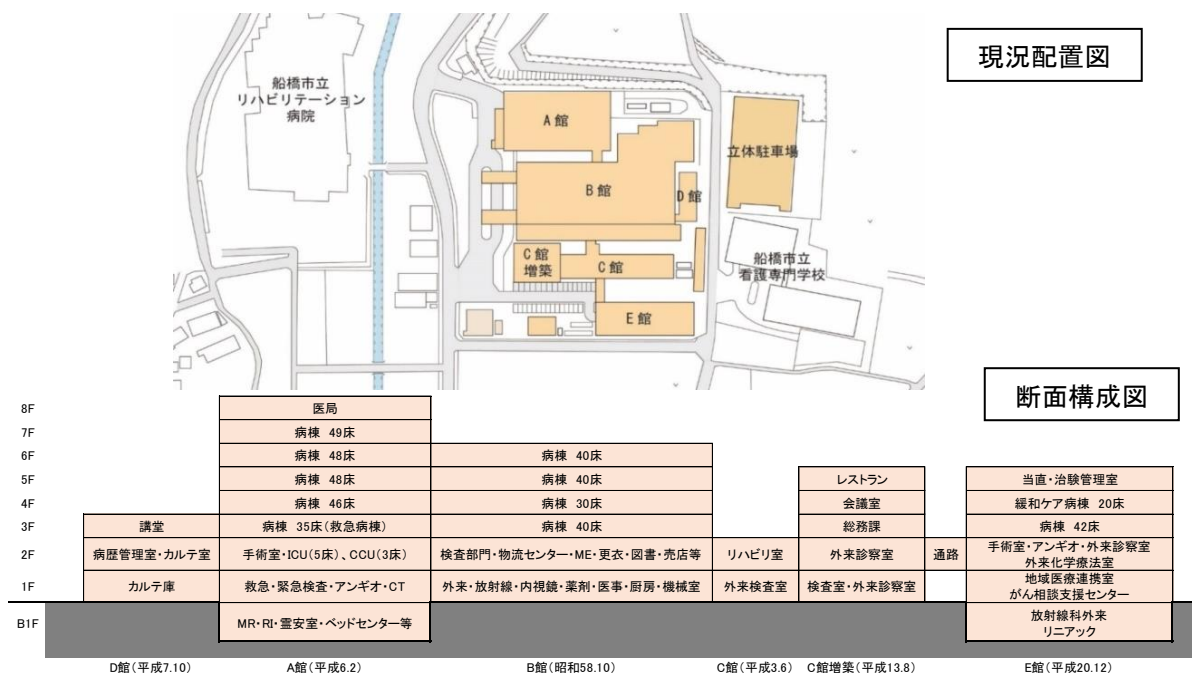 現況配置図
船橋市立
リハビリテーション
病院
A館
立体駐車場
B館
D館
C館
増築
C館
船橋市立
看護専門学校
E館
断面構成図
8F 医局
7F 病棟 49床
6F 病棟 48床 病棟 40床
5F 病棟 48床 病棟 40床 レストラン 当直・治験管理室
4F 病棟 46床 病棟 30床 会議室 緩和ケア病棟 20床
3F 講堂 病棟 35床(救急病棟) 病棟 40床 総務課 病棟 42床
2F 病歴管理室・カルテ室 手術室・ICU(5床)、CCU(3床) 検査部門・物流センター・ME・更衣・図書・売店等 リハビリ室 外来診察室 通路 手術室・アンギオ・外来診察室
外来化学療法室
1F カルテ庫 救急・緊急検査・アンギオ・CT 外来・放射線・内視鏡・薬剤・医事・厨房・機械室 外来検査室 検査室・外来診察室 地域医療連携室
がん相談支援センター
B1F MR・RI・霊安室・ベッドセンター等 放射線科外来
リニアック
D館(平成7.10) A館(平成6.2) B館(昭和58.10) C館(平成3.6) C館増築(平成13.8) E館(平成20.12)